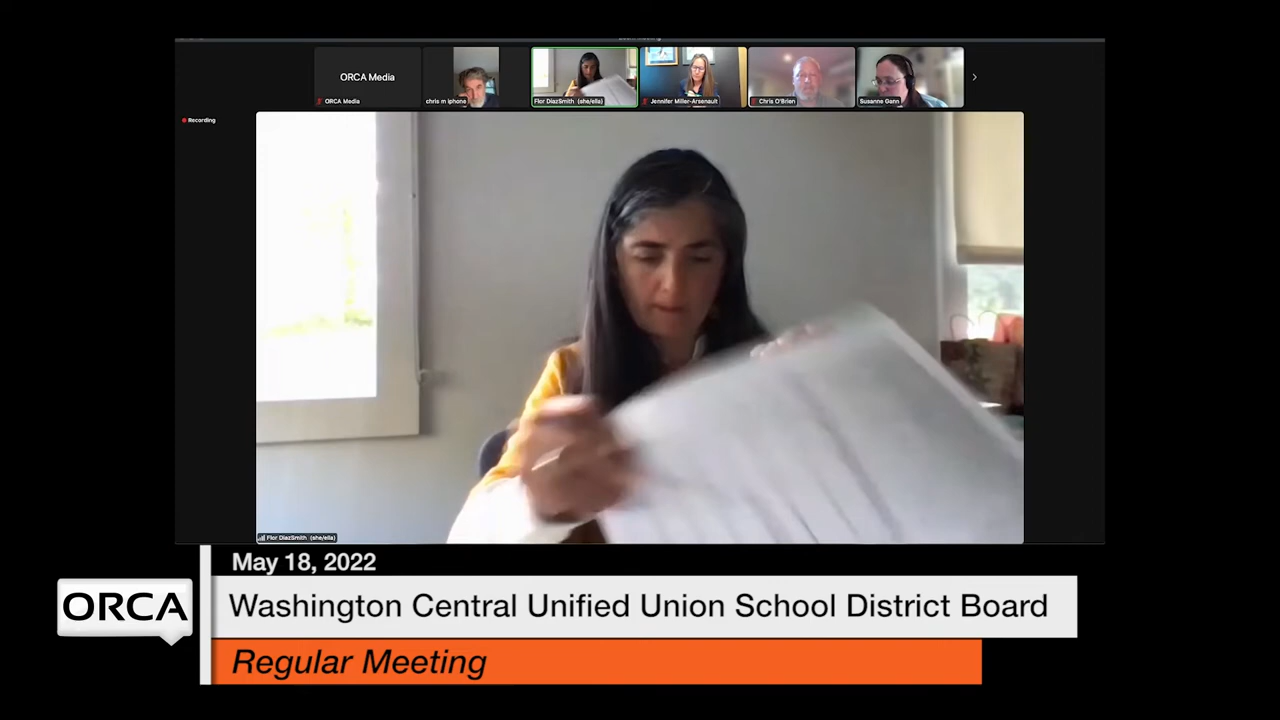 ORCA Media
ORCA Media
chris m iphone
Flor DiazSmith (she/ella)
Jennifer Miller-Arsenault
Chris O'Brien
Susanne Gann
Recording
Flor DiazSmith (she/ella)
May 18, 2022
ORCA
Washington Central Unified Union School District Board
Regular Meeting